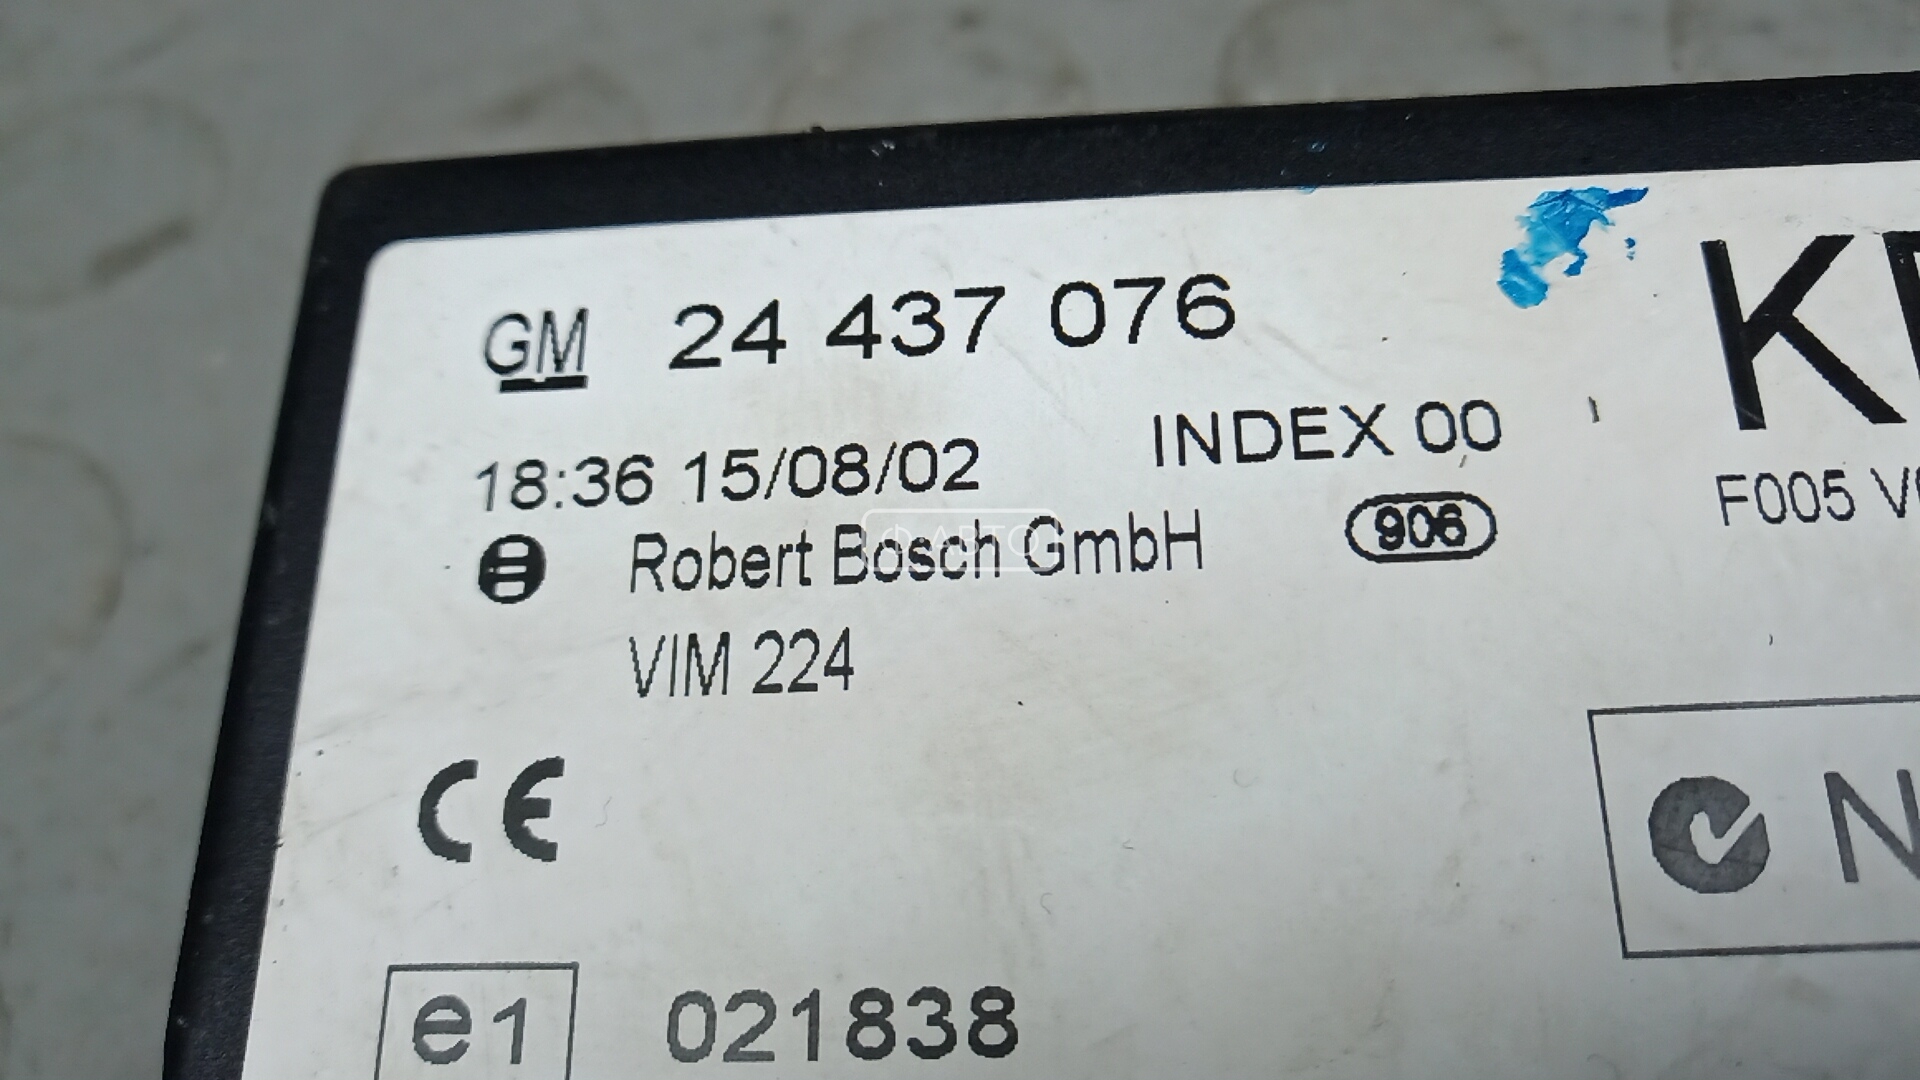 GM 24 437 076
INDEX 00
18:36 15/08/02
Robert Bosch GmbH
906
VIM 224
CE
e1 021838
K
F005 V
N
ABTO